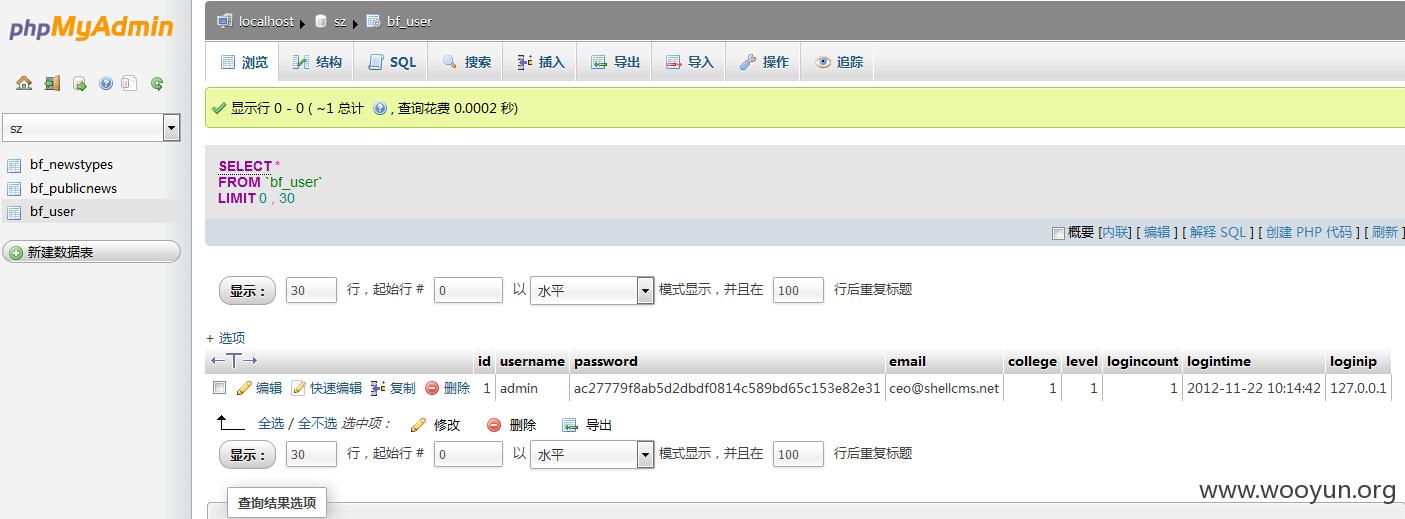 phpMyAdmin
localhost ▸ sz ▸ bf_user
浏览 结构 SQL 搜索 插入 导出 导入 操作 追踪
显示行 0 - 0 ( ~1 总计 , 查询花费 0.0002 秒)
sz
bf_newstypes
bf_publicnews
bf_user
新建数据表
SELECT *
FROM `bf_user`
LIMIT 0 , 30
概要 [内联] [ 编辑 ] [ 解释 SQL ] [ 创建 PHP 代码 ] [ 刷新 ]
显示： 30 行，起始行 # 0 以 水平 模式显示，并且在 100 行后重复标题
+ 选项
←T→ id username password email college level logincount logintime loginip
编辑 快速编辑 复制 删除 1 admin ac27779f8ab5d2dbdf0814c589bd65c153e82e31 ceo@shellcms.net 1 1 1 2012-11-22 10:14:42 127.0.0.1
全选 / 全不选 选中项： 修改 删除 导出
显示： 30 行，起始行 # 0 以 水平 模式显示，并且在 100 行后重复标题
查询结果选项
www.wooyun.org